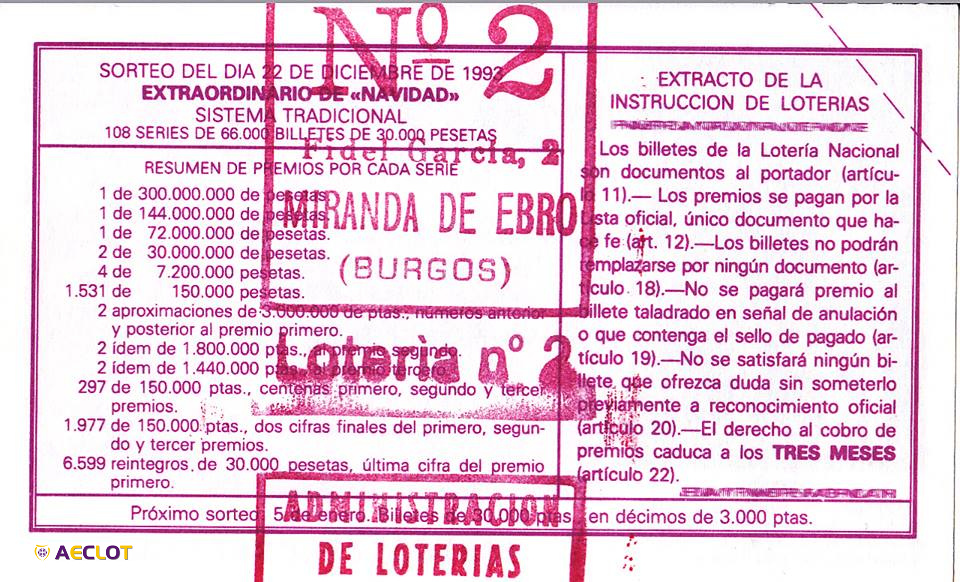 Nº 2
SORTEO DEL DIA 22 DE DICIEMBRE DE 1993
EXTRAORDINARIO DE «NAVIDAD»
SISTEMA TRADICIONAL
108 SERIES DE 66.000 BILLETES DE 30.000 PESETAS
Fidel García, 2
RESUMEN DE PREMIOS POR CADA SERIE
1 de 300.000.000 de pesetas.
1 de 144.000.000 de pesetas.
1 de 72.000.000 de pesetas.
2 de 30.000.000 de pesetas.
4 de 7.200.000 pesetas.
1.531 de 150.000 pesetas.
2 aproximaciones de 3.000.000 de ptas., números anterior
y posterior al premio primero.
2 ídem de 1.800.000 ptas., al premio segundo.
2 ídem de 1.440.000 ptas., al premio tercero.
297 de 150.000 ptas., centenas primero, segundo y tercer
premios.
1.977 de 150.000 ptas., dos cifras finales del primero, segun-
do y tercer premios.
6.599 reintegros de 30.000 pesetas, última cifra del premio
primero.
MIRANDA DE EBRO
(BURGOS)
Lotería nº 2
EXTRACTO DE LA
INSTRUCCION DE LOTERIAS
Los billetes de la Lotería Nacional
son documentos al portador (artícu-
lo 11).— Los premios se pagan por la
lista oficial, único documento que ha-
ce fe (art. 12).—Los billetes no podrán
remplazarse por ningún documento (ar-
tículo 18).—No se pagará premio al
billete taladrado en señal de anulación
o que contenga el sello de pagado (ar-
tículo 19).—No se satisfará ningún bi-
llete que ofrezca duda sin someterlo
previamente a reconocimiento oficial
(artículo 20).—El derecho al cobro de
premios caduca a los TRES MESES
(artículo 22).
Próximo sorteo: 5 de enero. Billetes de 30.000 ptas., en décimos de 3.000 ptas.
ADMINISTRACION
DE LOTERIAS
AECLOT